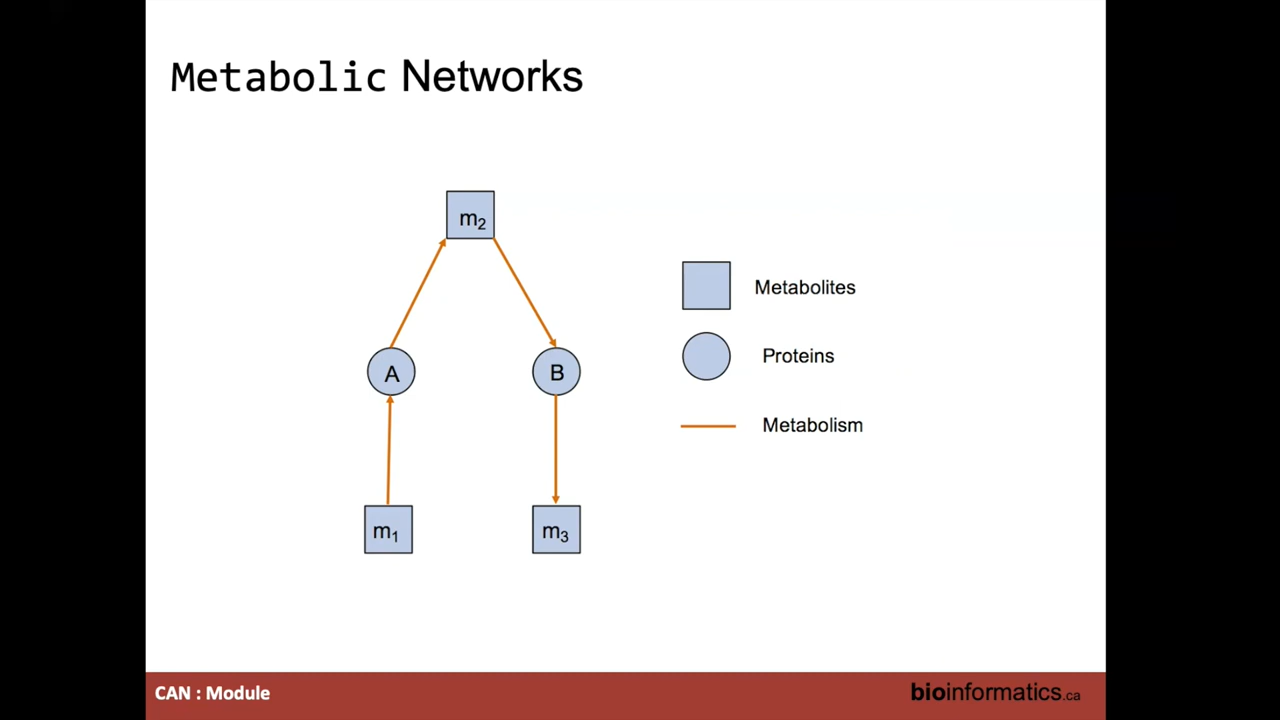 Metabolic Networks
m₂
Metabolites
Proteins
A
B
Metabolism
m₁
m₃
CAN : Module
bioinformatics.ca